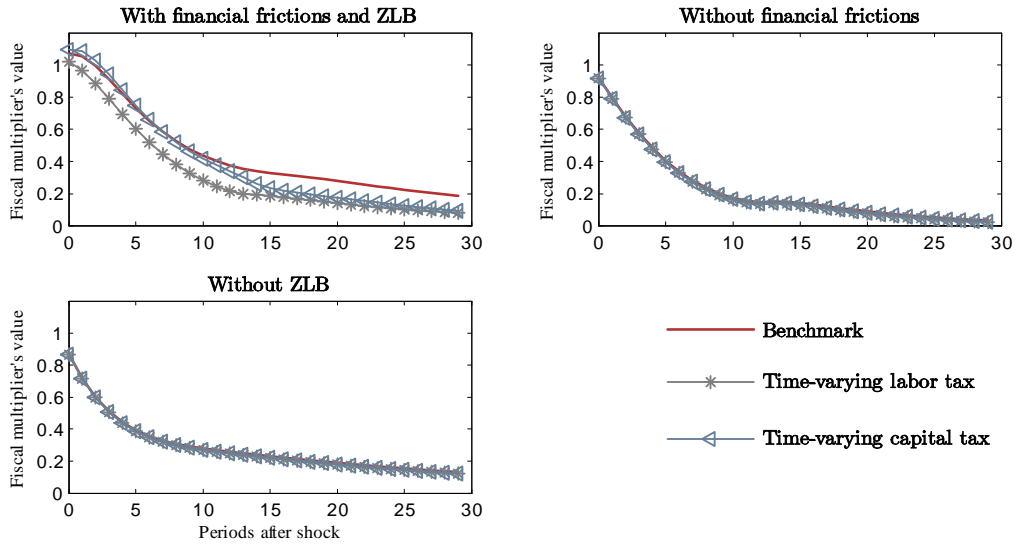 With financial frictions and ZLB
Fiscal multiplier's value
1
0.8
0.6
0.4
0.2
0
0 5 10 15 20 25 30
Without financial frictions
Fiscal multiplier's value
1
0.8
0.6
0.4
0.2
0
0 5 10 15 20 25 30
Without ZLB
Fiscal multiplier's value
1
0.8
0.6
0.4
0.2
0
0 5 10 15 20 25 30
Periods after shock
Benchmark
Time-varying labor tax
Time-varying capital tax